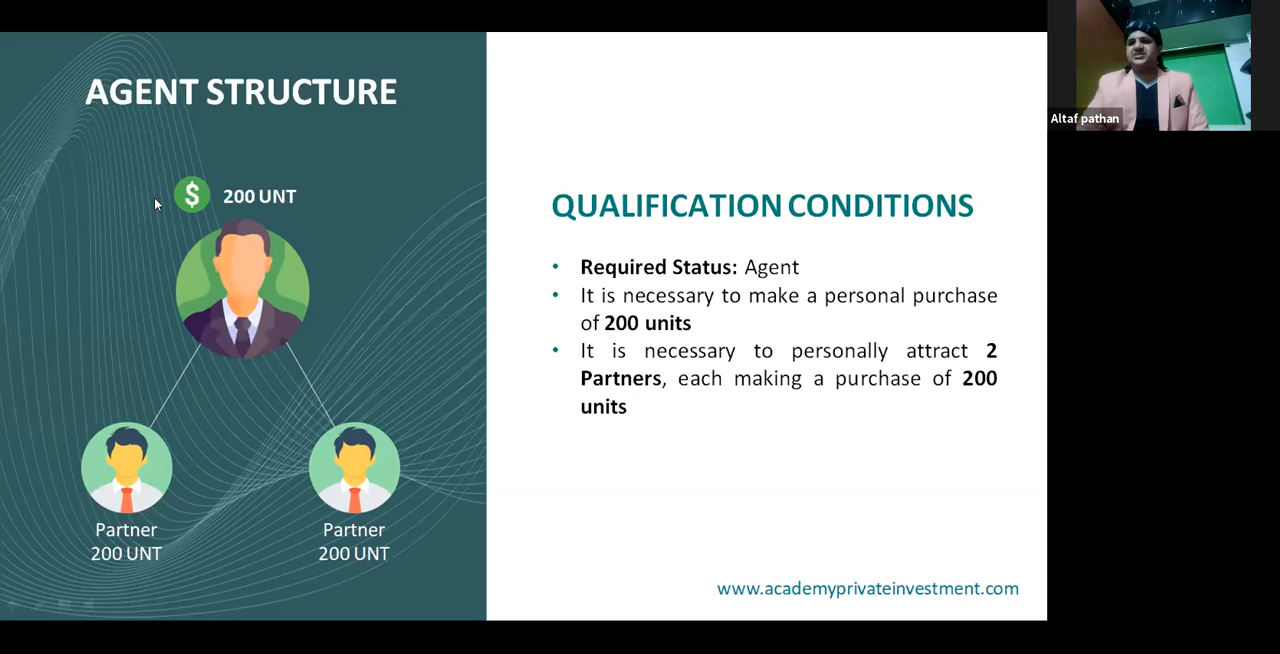 AGENT STRUCTURE
$ 200 UNT
Partner
200 UNT
Partner
200 UNT
QUALIFICATION CONDITIONS
• Required Status: Agent
• It is necessary to make a personal purchase
of 200 units
• It is necessary to personally attract 2
Partners, each making a purchase of 200
units
www.academyprivateinvestment.com
Altaf pathan